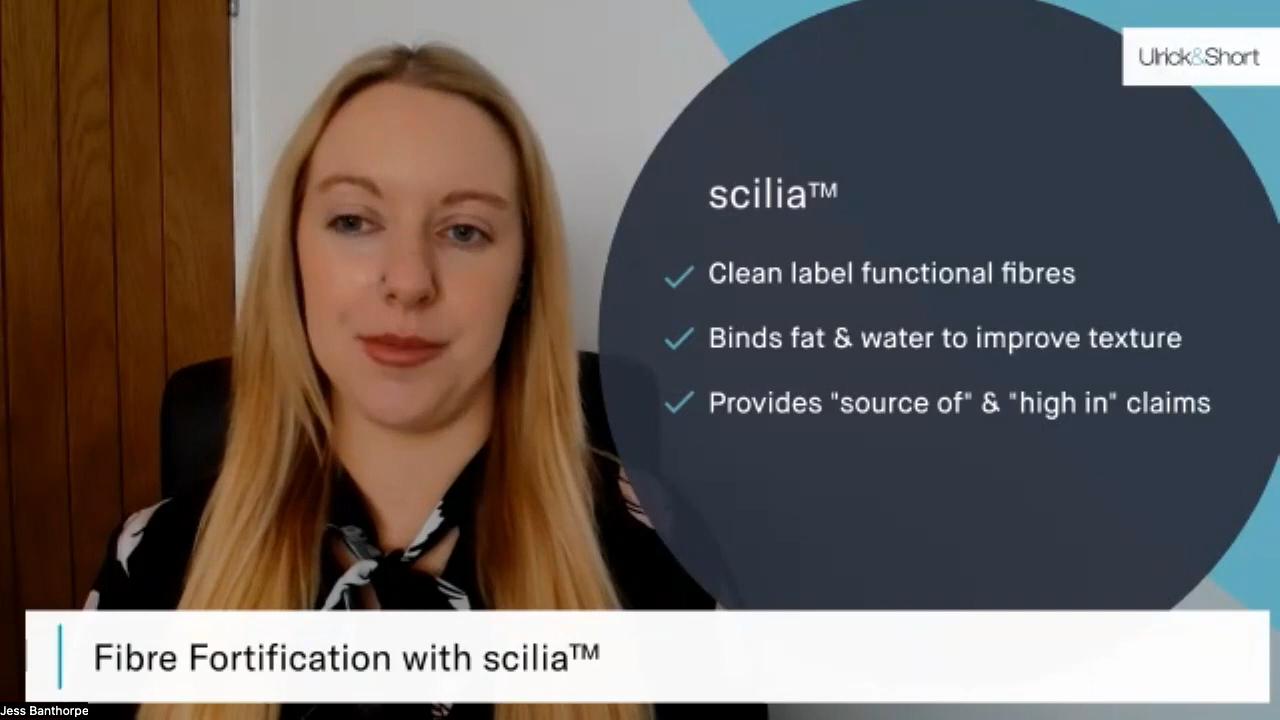 Ulrick&Short
scilia™
Clean label functional fibres
Binds fat & water to improve texture
Provides "source of" & "high in" claims
Fibre Fortification with scilia™
Jess Banthorpe